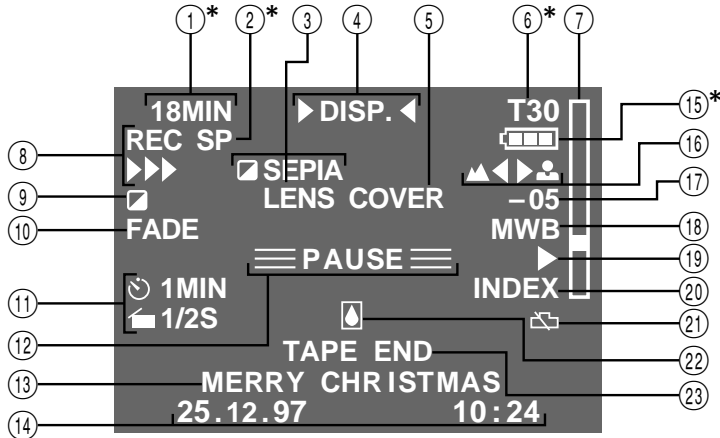 ① * ② * ③ ④ ⑤ ⑥ * ⑦
18MIN ▶ DISP. ◀ T30
⑮ *
REC SP
⑧
▶▶▶ SEPIA ◀ ▶ ⑯
LENS COVER –05 ⑰
⑨
⑩ FADE MWB ⑱
PAUSE ▶ ⑲
1MIN INDEX ⑳
⑪
1/2S ㉑
⑫ ㉒
TAPE END ㉓
⑬ MERRY CHRISTMAS
⑭ 25.12.97 10:24